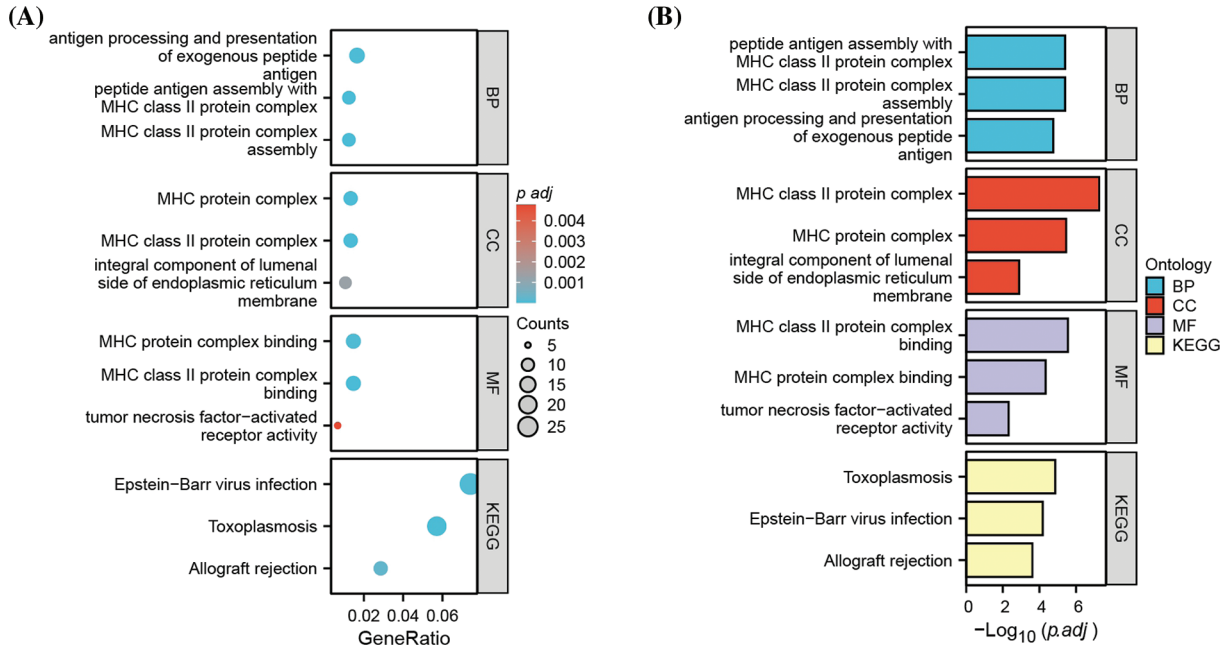 (A)
antigen processing and presentation
of exogenous peptide
antigen
peptide antigen assembly with
MHC class II protein complex
MHC class II protein complex
assembly
BP
MHC protein complex
MHC class II protein complex
integral component of lumenal
side of endoplasmic reticulum
membrane
CC
MHC protein complex binding
MHC class II protein complex
binding
tumor necrosis factor−activated
receptor activity
MF
Epstein−Barr virus infection
Toxoplasmosis
Allograft rejection
KEGG
0.02 0.04 0.06
GeneRatio
p adj
0.004
0.003
0.002
0.001
Counts
5
10
15
20
25
(B)
peptide antigen assembly with
MHC class II protein complex
MHC class II protein complex
assembly
antigen processing and presentation
of exogenous peptide
antigen
BP
MHC class II protein complex
MHC protein complex
integral component of lumenal
side of endoplasmic reticulum
membrane
CC
MHC class II protein complex
binding
MHC protein complex binding
tumor necrosis factor−activated
receptor activity
MF
Toxoplasmosis
Epstein−Barr virus infection
Allograft rejection
KEGG
0 2 4 6
−Log10 (p.adj )
Ontology
BP
CC
MF
KEGG